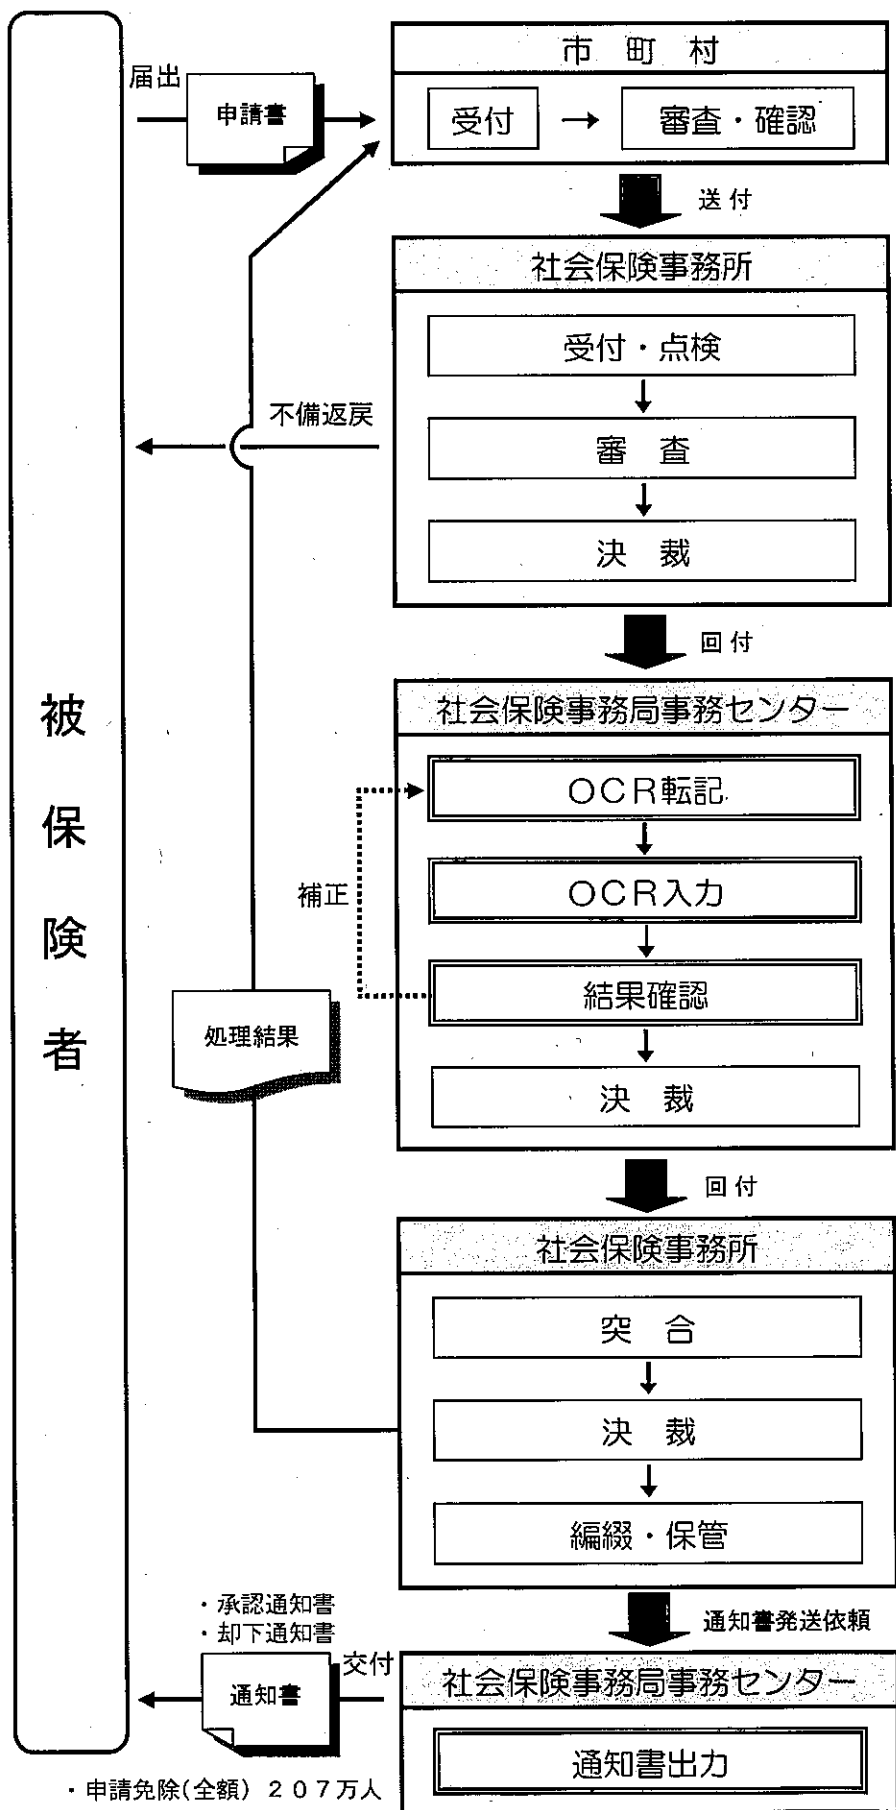 市町村
届出
申請書
受付 → 審査・確認
送付
社会保険事務所
受付・点検
不備返戻
審査
決裁
回付
被保険者
社会保険事務局事務センター
OCR転記
補正
OCR入力
結果確認
処理結果
決裁
回付
社会保険事務所
突合
決裁
編綴・保管
・承認通知書
・却下通知書
通知書発送依頼
交付
通知書
社会保険事務局事務センター
通知書出力
・申請免除(全額) 207万人